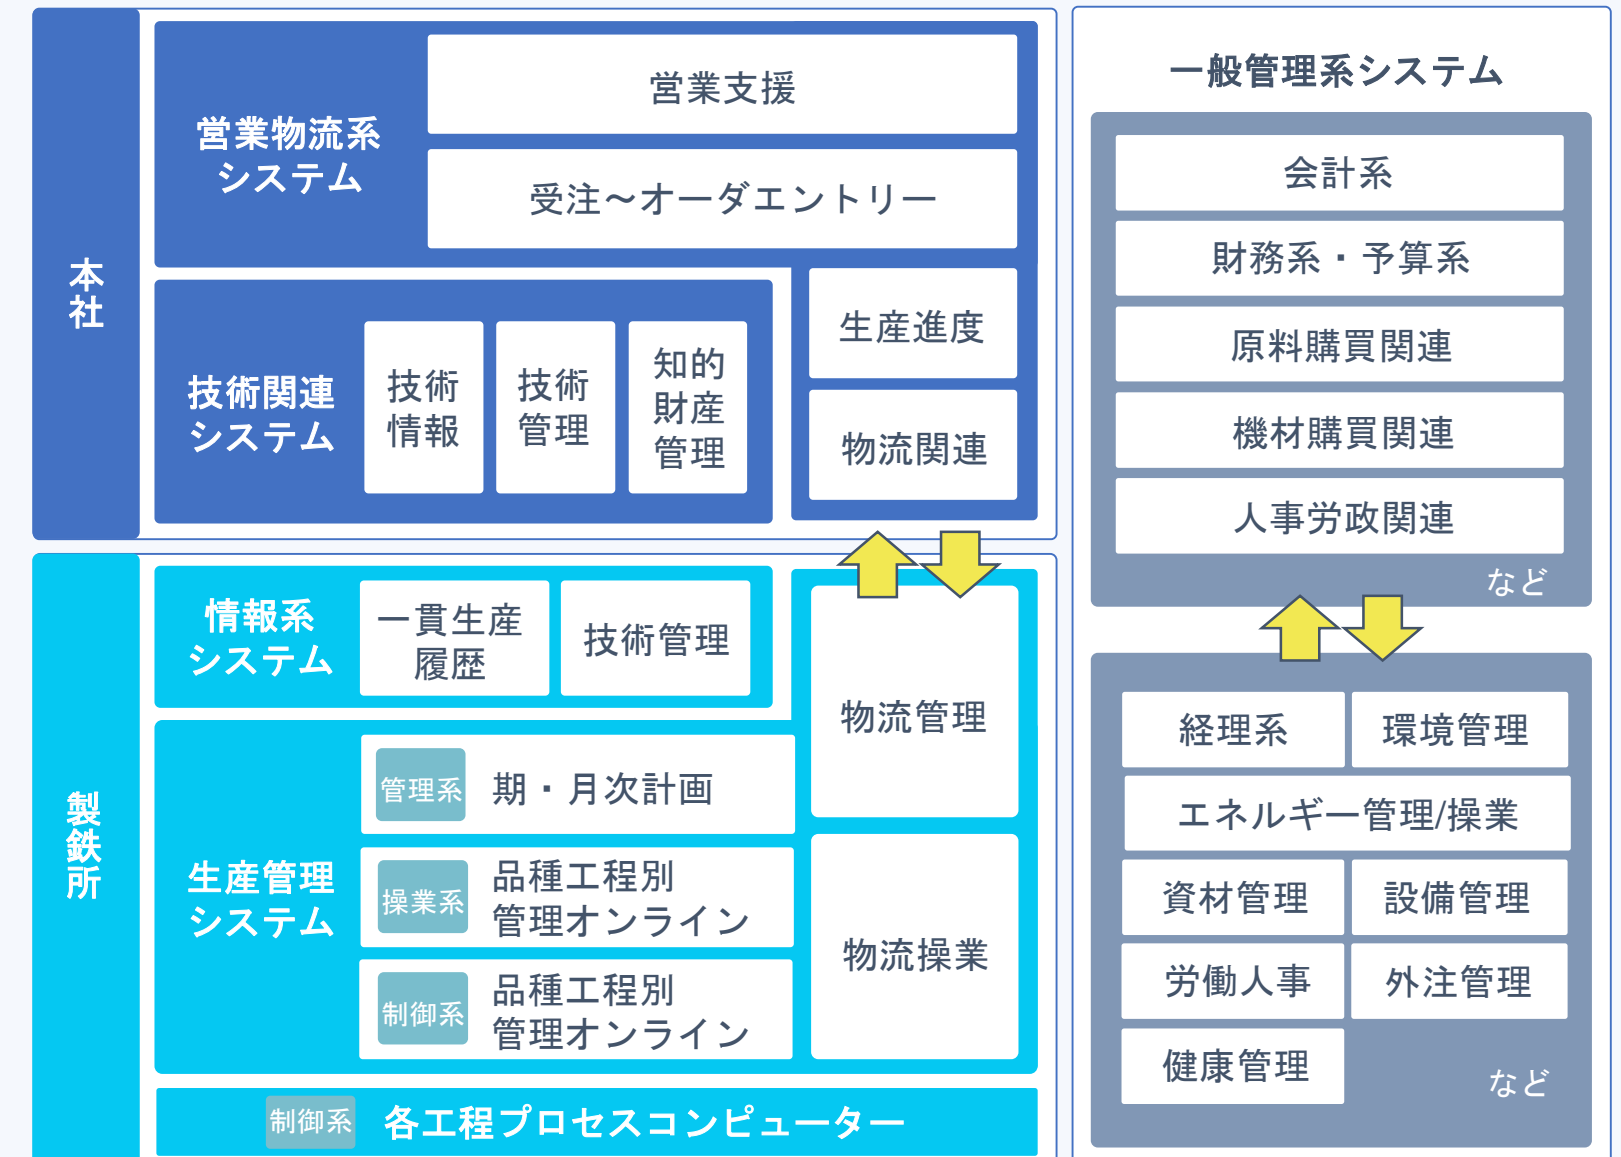 本社
営業物流系
システム
営業支援
受注～オーダエントリー
生産進度
物流関連
技術関連
システム
技術
情報
技術
管理
知的
財産
管理
製鉄所
情報系
システム
一貫生産
履歴
技術管理
物流管理
物流操業
生産管理
システム
管理系
期・月次計画
操業系
品種工程別
管理オンライン
制御系
品種工程別
管理オンライン
制御系
各工程プロセスコンピューター
一般管理系システム
会計系
財務系・予算系
原料購買関連
機材購買関連
人事労政関連
など
経理系
環境管理
エネルギー管理/操業
資材管理
設備管理
労働人事
外注管理
健康管理
など